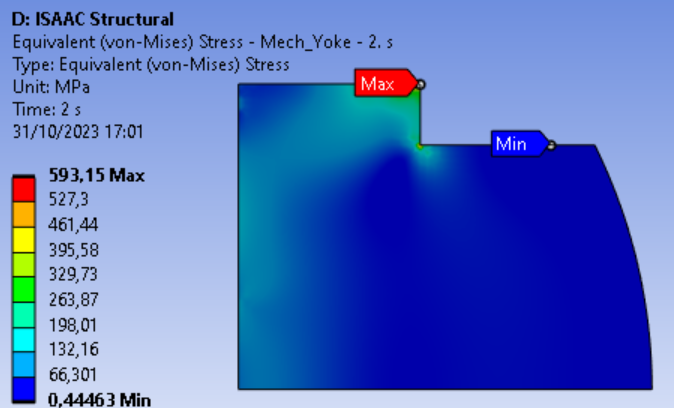 D: ISAAC Structural
Equivalent (von-Mises) Stress - Mech_Yoke - 2. s
Type: Equivalent (von-Mises) Stress
Unit: MPa
Time: 2 s
31/10/2023 17:01
Max
Min
593,15 Max
527,3
461,44
395,58
329,73
263,87
198,01
132,16
66,301
0,44463 Min